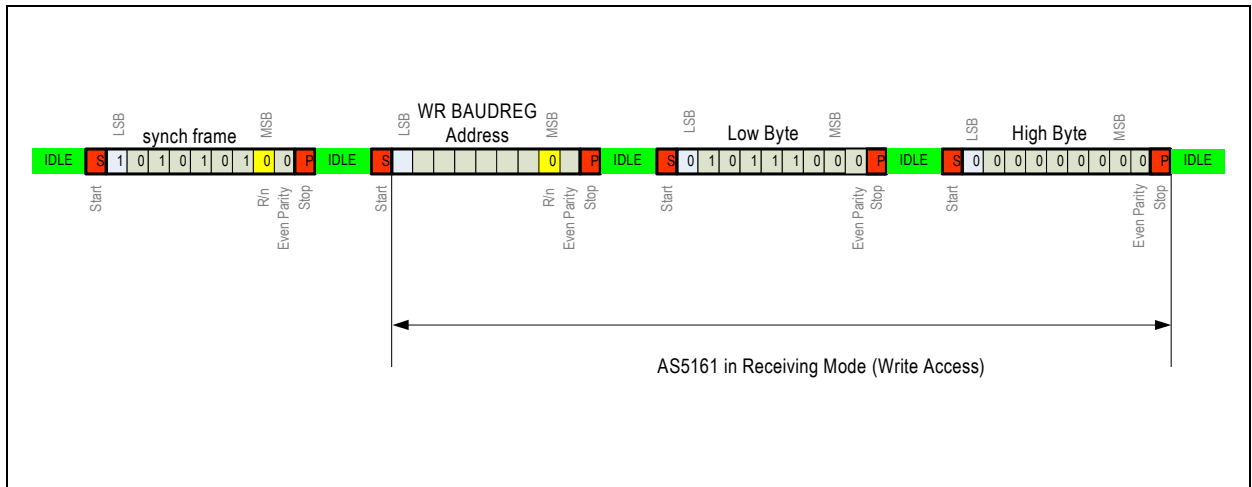 LSB
MSB
synch frame
WR BAUDREG
Address
LSB
MSB
LSB
MSB
Low Byte
LSB
MSB
High Byte
IDLE S 1 0 1 0 1 0 1 0 0 P IDLE S 0 P IDLE S 0 1 0 1 1 1 0 0 0 P IDLE S 0 0 0 0 0 0 0 0 0 P IDLE
Start
R/n
Even Parity
Stop
Start
R/n
Even Parity
Stop
Start
Even Parity
Stop
Start
Even Parity
Stop
AS5161 in Receiving Mode (Write Access)